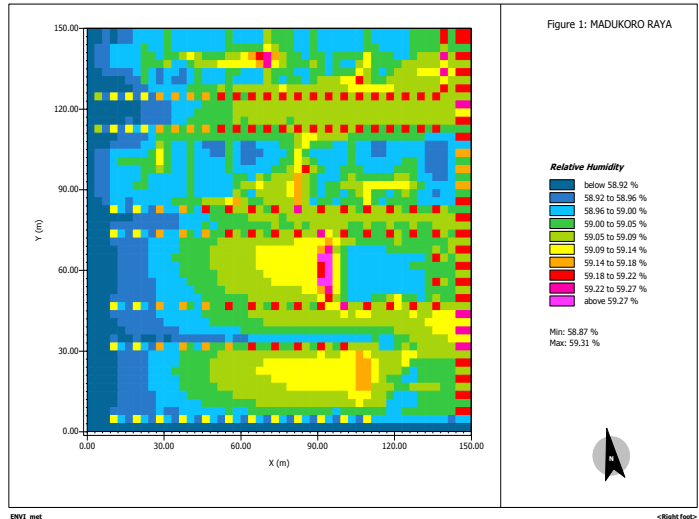 Figure 1: MADUKORO RAYA
150.00
120.00
90.00
60.00
30.00
0.00
Y (m)
0.00 30.00 60.00 90.00 120.00 150.00
X (m)
Relative Humidity
below 58.92 %
58.92 to 58.96 %
58.96 to 59.00 %
59.00 to 59.05 %
59.05 to 59.09 %
59.09 to 59.14 %
59.14 to 59.18 %
59.18 to 59.22 %
59.22 to 59.27 %
above 59.27 %
Min: 58.87 %
Max: 59.31 %
N
ENVI_met
<Right foot>